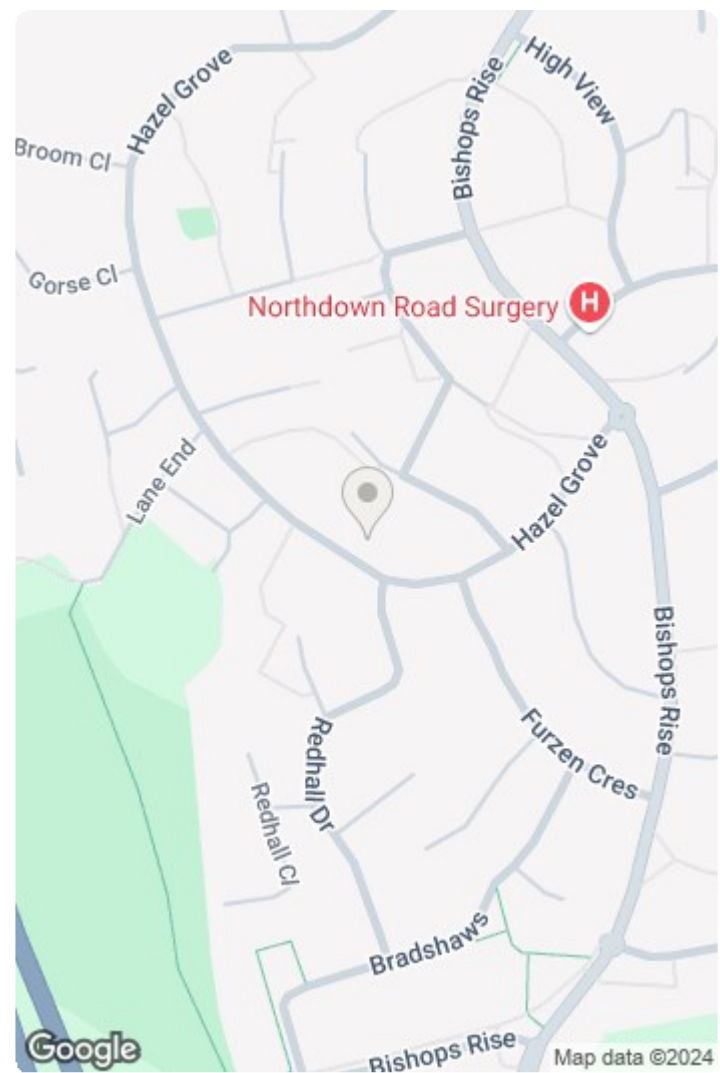 High View
Hazel Grove
Bishops Rise
Broom Cl
Gorse Cl
Northdown Road Surgery
H
Lane End
Hazel Grove
Bishops Rise
Furzen Cres
Redhall Dr
Redhall Cl
Bradshaws
Bishops Rise
Google
Map data ©2024